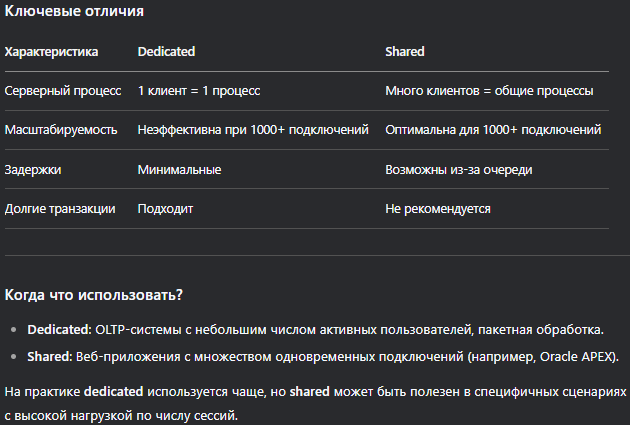 Ключевые отличия
Характеристика Dedicated Shared
Серверный процесс 1 клиент = 1 процесс Много клиентов = общие процессы
Масштабируемость Неэффективна при 1000+ подключений Оптимальна для 1000+ подключений
Задержки Минимальные Возможны из-за очереди
Долгие транзакции Подходит Не рекомендуется
Когда что использовать?
• Dedicated: OLTP-системы с небольшим числом активных пользователей, пакетная обработка.
• Shared: Веб-приложения с множеством одновременных подключений (например, Oracle APEX).
На практике dedicated используется чаще, но shared может быть полезен в специфичных сценариях
с высокой нагрузкой по числу сессий.